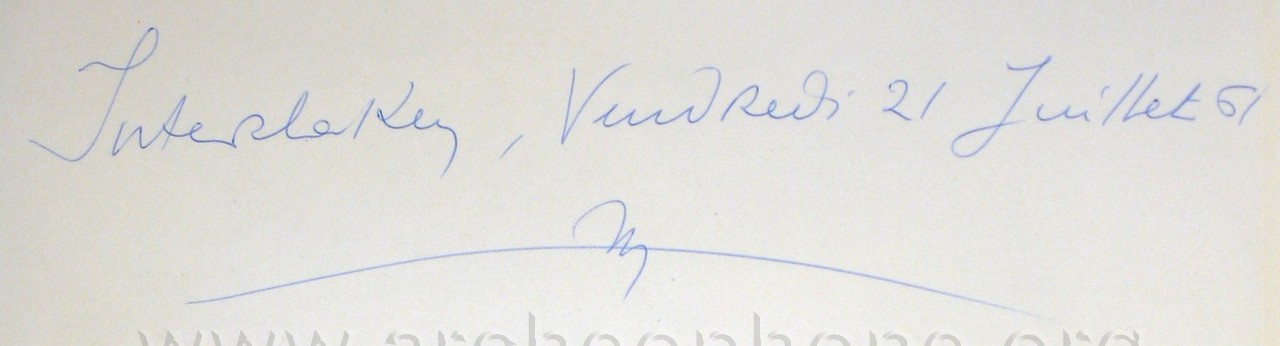 Interlaken, Vendredi 21 Juillet 61